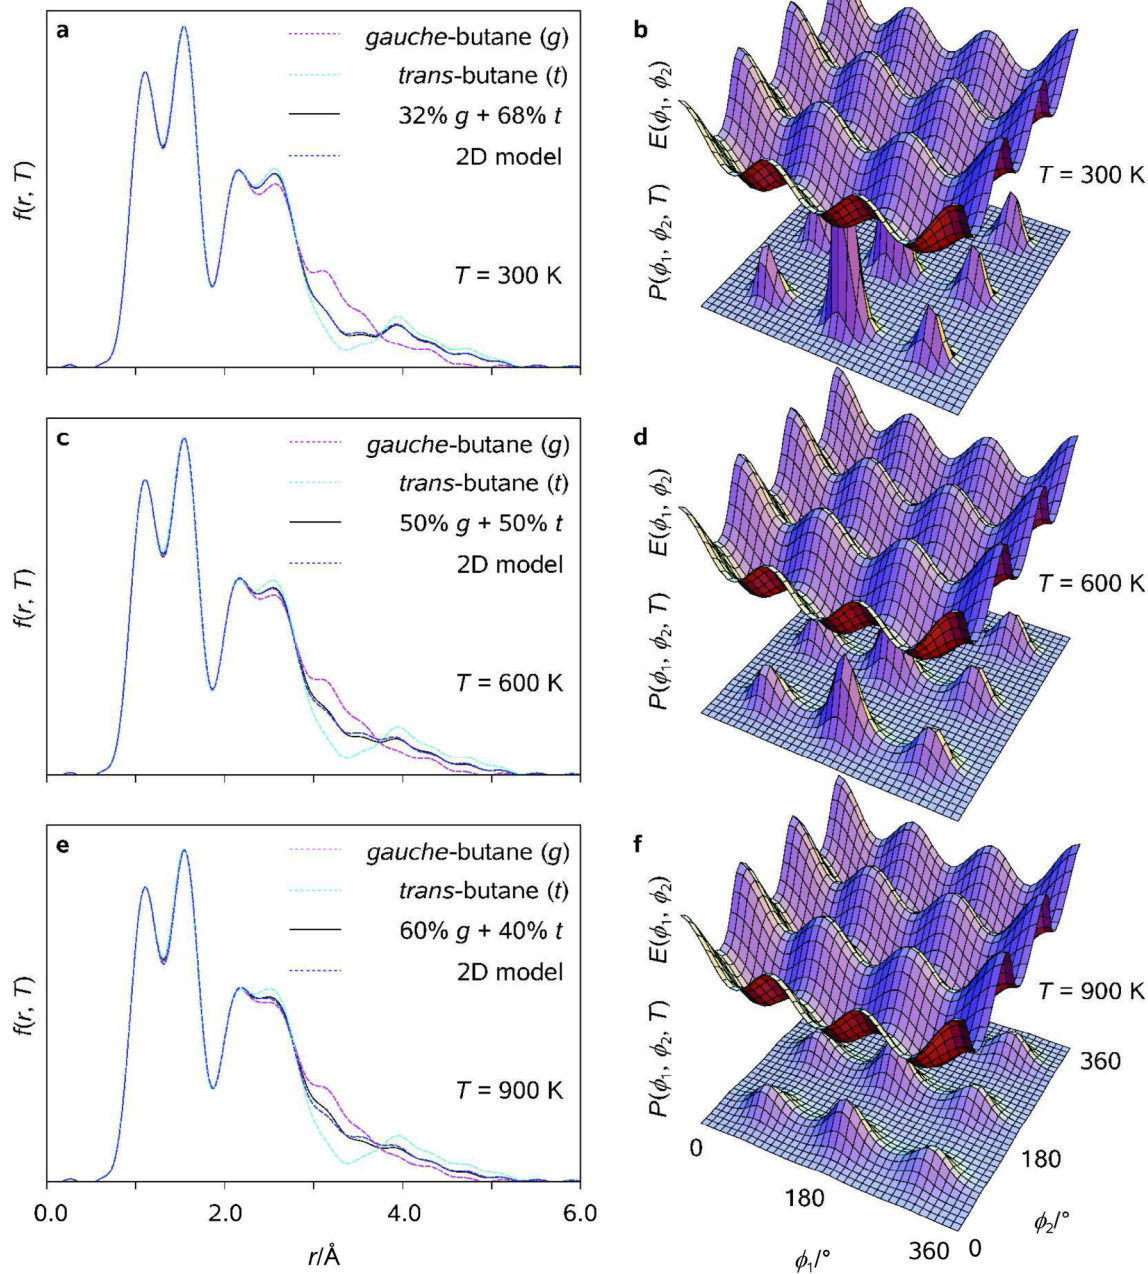 a
gauche-butane (g)
trans-butane (t)
32% g + 68% t
2D model
f(r, T)
T = 300 K
b
E(ϕ1, ϕ2)
P(ϕ1, ϕ2, T)
T = 300 K
c
gauche-butane (g)
trans-butane (t)
50% g + 50% t
2D model
f(r, T)
T = 600 K
d
E(ϕ1, ϕ2)
P(ϕ1, ϕ2, T)
T = 600 K
e
gauche-butane (g)
trans-butane (t)
60% g + 40% t
2D model
f(r, T)
T = 900 K
0.0 2.0 4.0 6.0
r/Å
f
E(ϕ1, ϕ2)
P(ϕ1, ϕ2, T)
T = 900 K
360
0
180
180
ϕ2/°
ϕ1/°
360 0